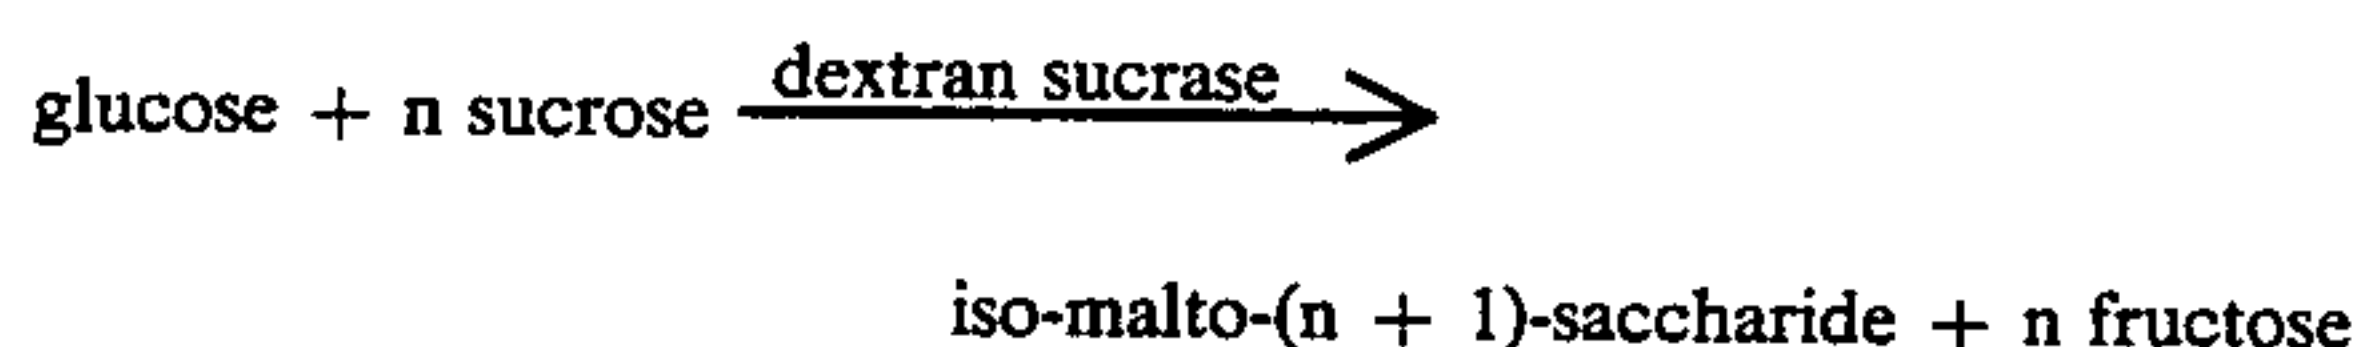 dextran sucrase
glucose + n sucrose
iso-malto-(n + 1)-saccharide + n fructose